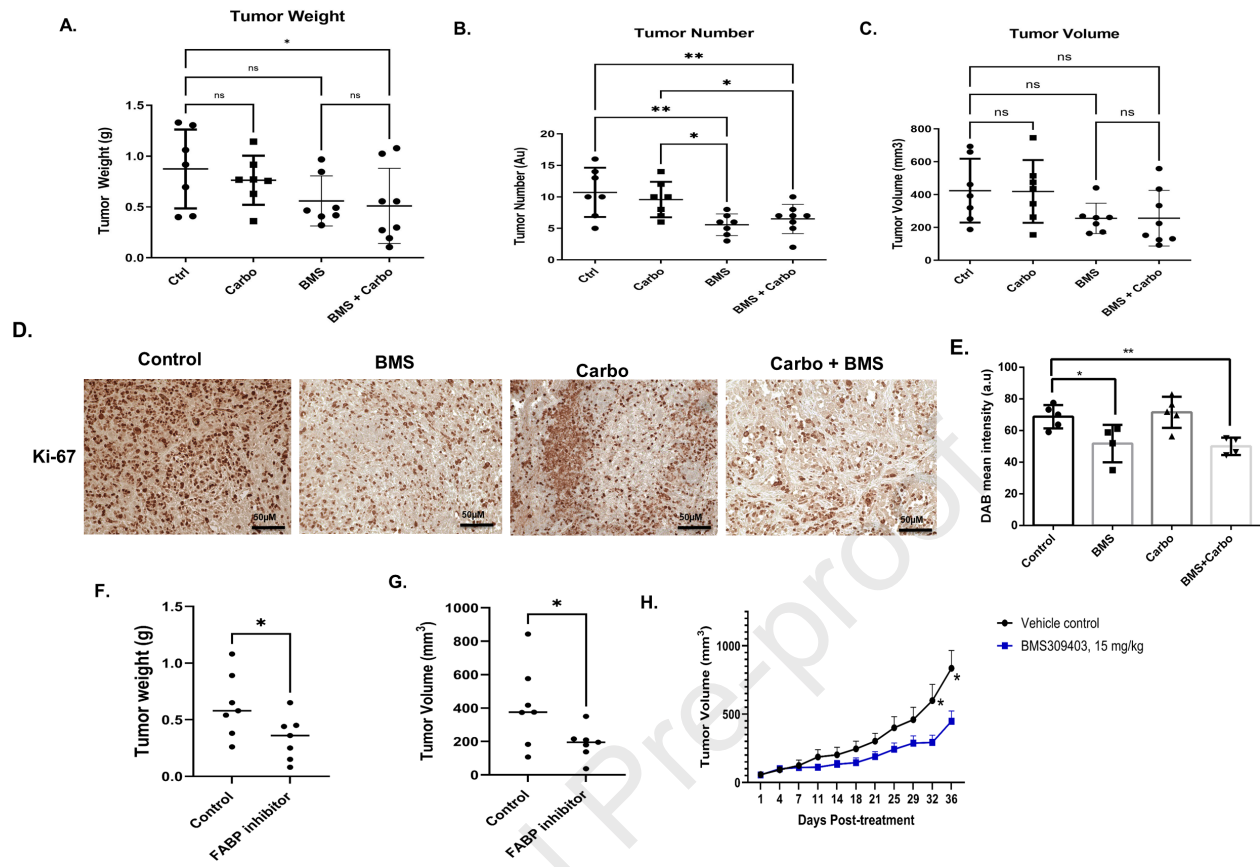 A.
Tumor Weight
*
ns
ns
ns
Tumor Weight (g)
1.5
1.0
0.5
0.0
Ctrl
Carbo
BMS
BMS + Carbo
B.
Tumor Number
**
*
**
*
Tumor Number (Au)
20
15
10
5
0
Ctrl
Carbo
BMS
BMS + Carbo
C.
Tumor Volume
ns
ns
ns
ns
Tumor Volume (mm3)
800
600
400
200
0
Ctrl
Carbo
BMS
BMS + Carbo
D.
Control
BMS
Carbo
Carbo + BMS
Ki-67
50µM
50µM
50µM
50µM
E.
**
*
DAB mean intensity (a.u)
100
80
60
40
20
0
Control
BMS
Carbo
BMS+Carbo
F.
*
Tumor weight (g)
1.5
1.0
0.5
0.0
Control
FABP inhibitor
G.
*
Tumor Volume (mm³)
1000
800
600
400
200
0
Control
FABP inhibitor
H.
Tumor Volume (mm³)
1000
500
0
*
*
1 4 7 11 14 18 21 25 29 32 36
Days Post-treatment
Vehicle control
BMS309403, 15 mg/kg
Pre-proof